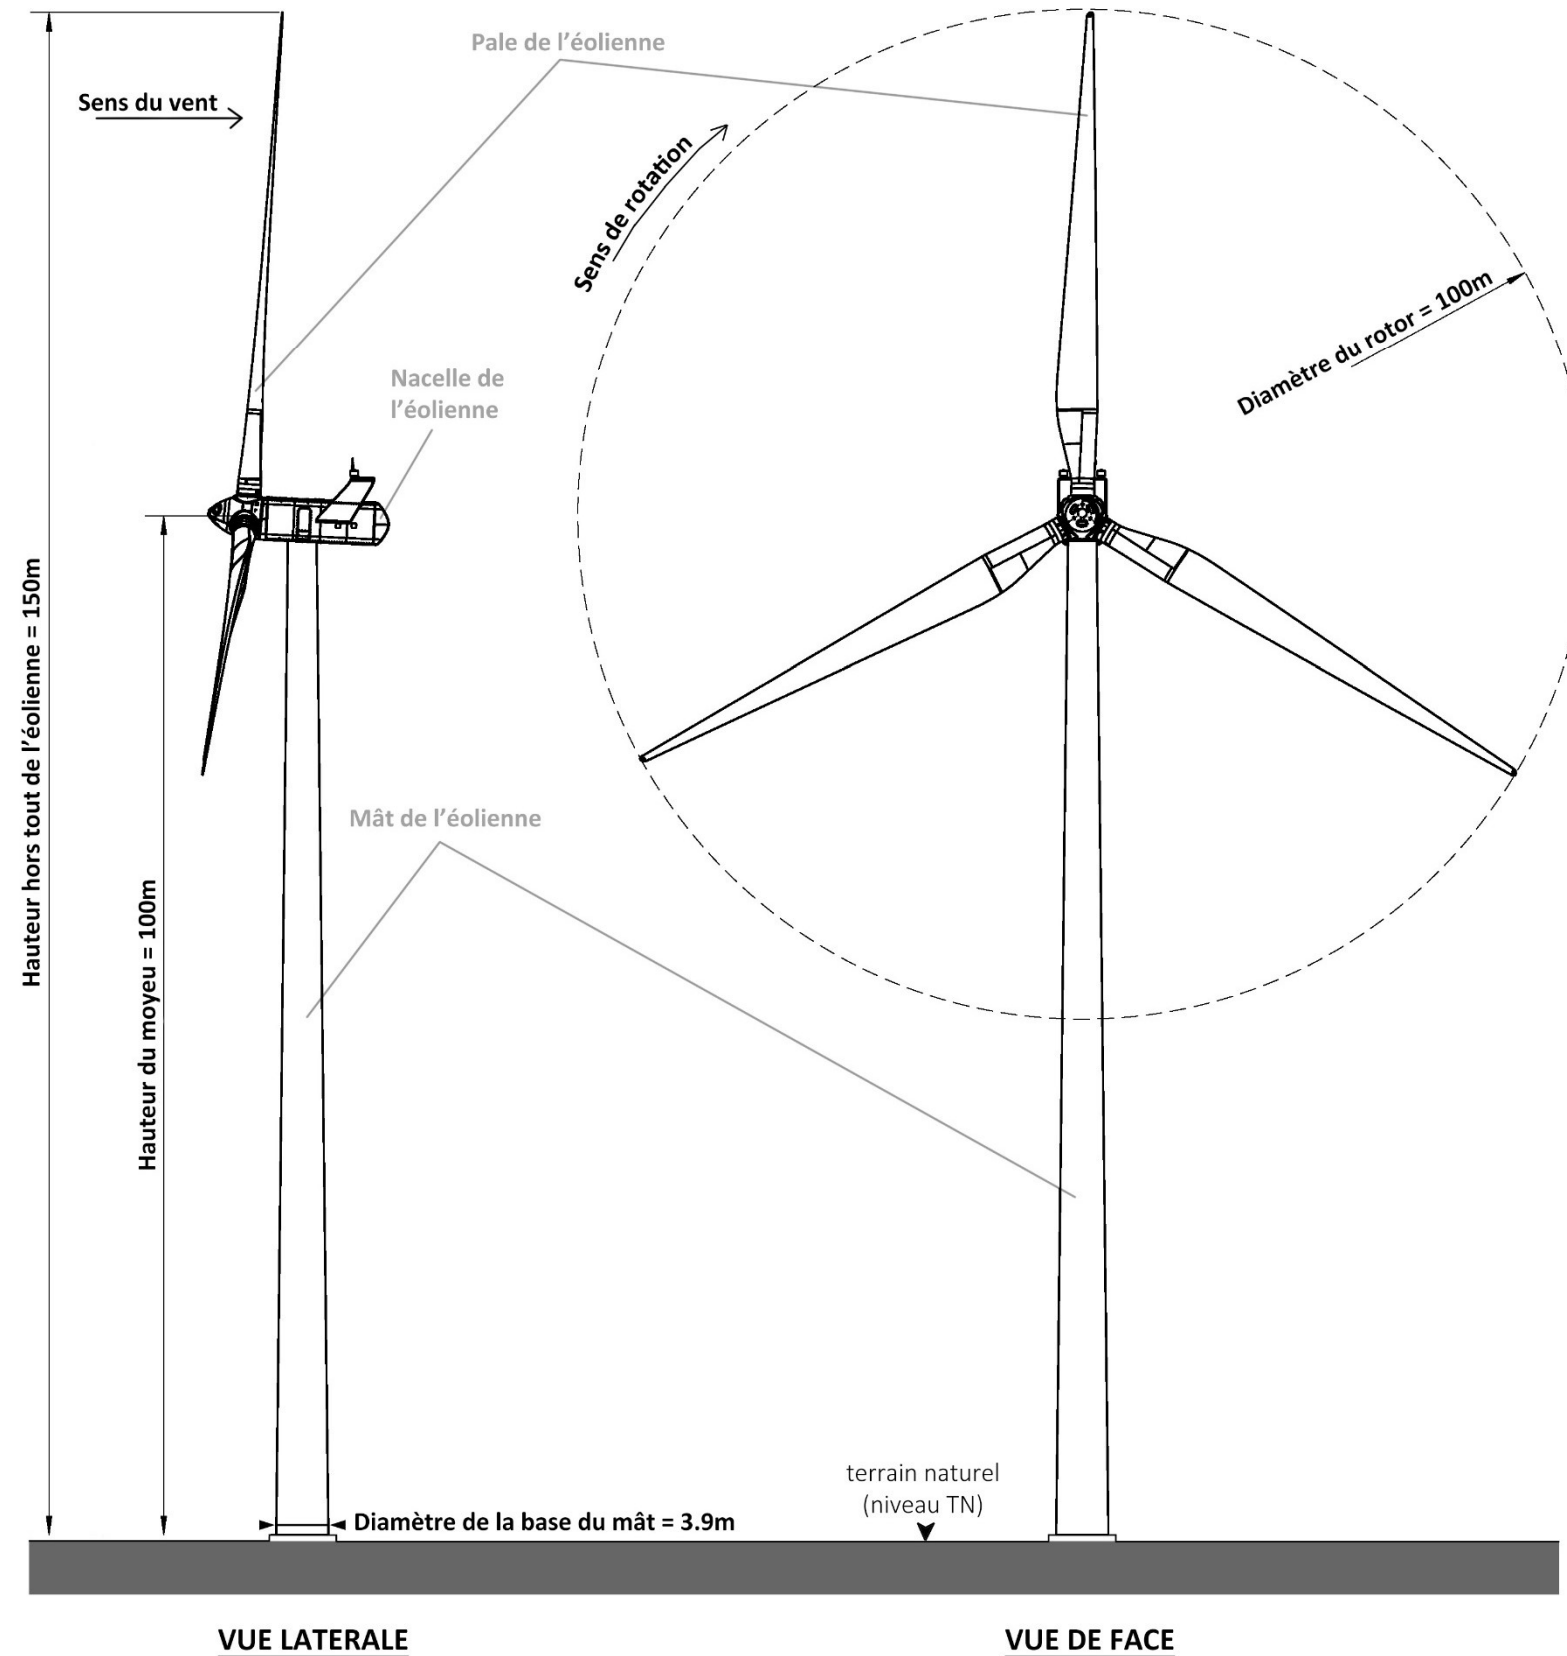 Pale de l’éolienne
Sens du vent
Sens de rotation
Diamètre du rotor = 100m
Nacelle de
l’éolienne
Hauteur hors tout de l’éolienne = 150m
Hauteur du moyeu = 100m
Mât de l’éolienne
terrain naturel
(niveau TN)
Diamètre de la base du mât = 3.9m
VUE LATERALE
VUE DE FACE